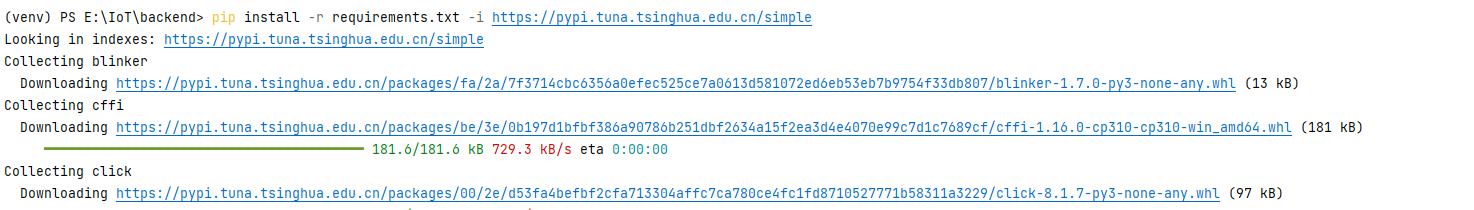 (venv) PS E:\IoT\backend> pip install -r requirements.txt -i https://pypi.tuna.tsinghua.edu.cn/simple
Looking in indexes: https://pypi.tuna.tsinghua.edu.cn/simple
Collecting blinker
Downloading https://pypi.tuna.tsinghua.edu.cn/packages/fa/2a/7f3714cbc6356a0efec525ce7a0613d581072ed6eb53eb7b9754f33db807/blinker-1.7.0-py3-none-any.whl (13 kB)
Collecting cffi
Downloading https://pypi.tuna.tsinghua.edu.cn/packages/be/3e/0b197d1bfbf386a90786b251dbf2634a15f2ea3d4e4070e99c7d1c7689cf/cffi-1.16.0-cp310-cp310-win_amd64.whl (181 kB)
181.6/181.6 kB 729.3 kB/s eta 0:00:00
Collecting click
Downloading https://pypi.tuna.tsinghua.edu.cn/packages/00/2e/d53fa4befbf2cfa713304affc7ca780ce4fc1fd8710527771b58311a3229/click-8.1.7-py3-none-any.whl (97 kB)